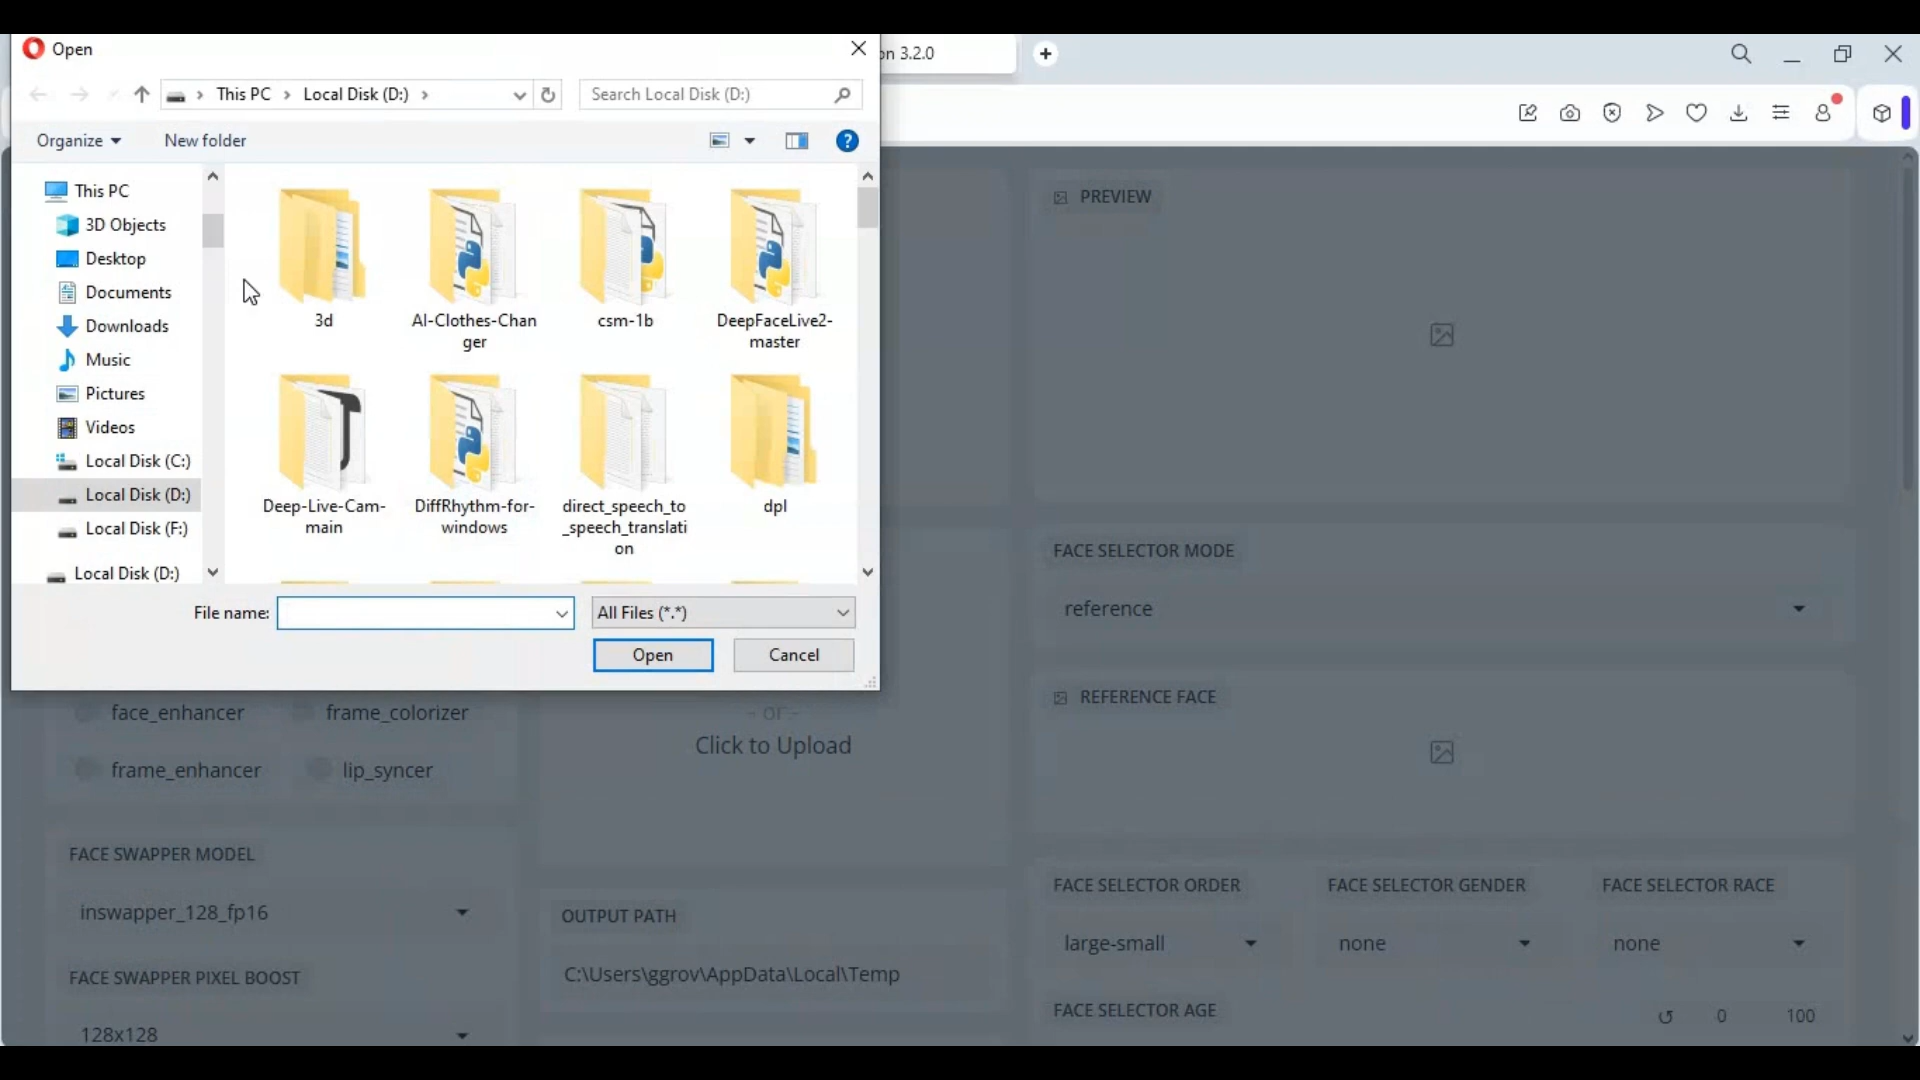 Open
on 3.2.0
This PC
Local Disk (D:)
Search Local Disk (D:)
Organize
New folder
This PC
3D Objects
Desktop
Documents
Downloads
Music
Pictures
Videos
Local Disk (C:)
Local Disk (D:)
Local Disk (F:)
Local Disk (D:)
3d
AI-Clothes-Chan
ger
csm-1b
DeepFaceLive2-
master
Deep-Live-Cam-
main
DiffRhythm-for-
windows
direct_speech_to
_speech_translati
on
dpl
File name:
All Files (*.*)
Open
Cancel
face_enhancer
frame_colorizer
frame_enhancer
lip_syncer
FACE SWAPPER MODEL
inswapper_128_fp16
FACE SWAPPER PIXEL BOOST
128x128
- or -
Click to Upload
OUTPUT PATH
C:\Users\ggrov\AppData\Local\Temp
PREVIEW
FACE SELECTOR MODE
reference
REFERENCE FACE
FACE SELECTOR ORDER
large-small
FACE SELECTOR GENDER
none
FACE SELECTOR RACE
none
FACE SELECTOR AGE
0
100